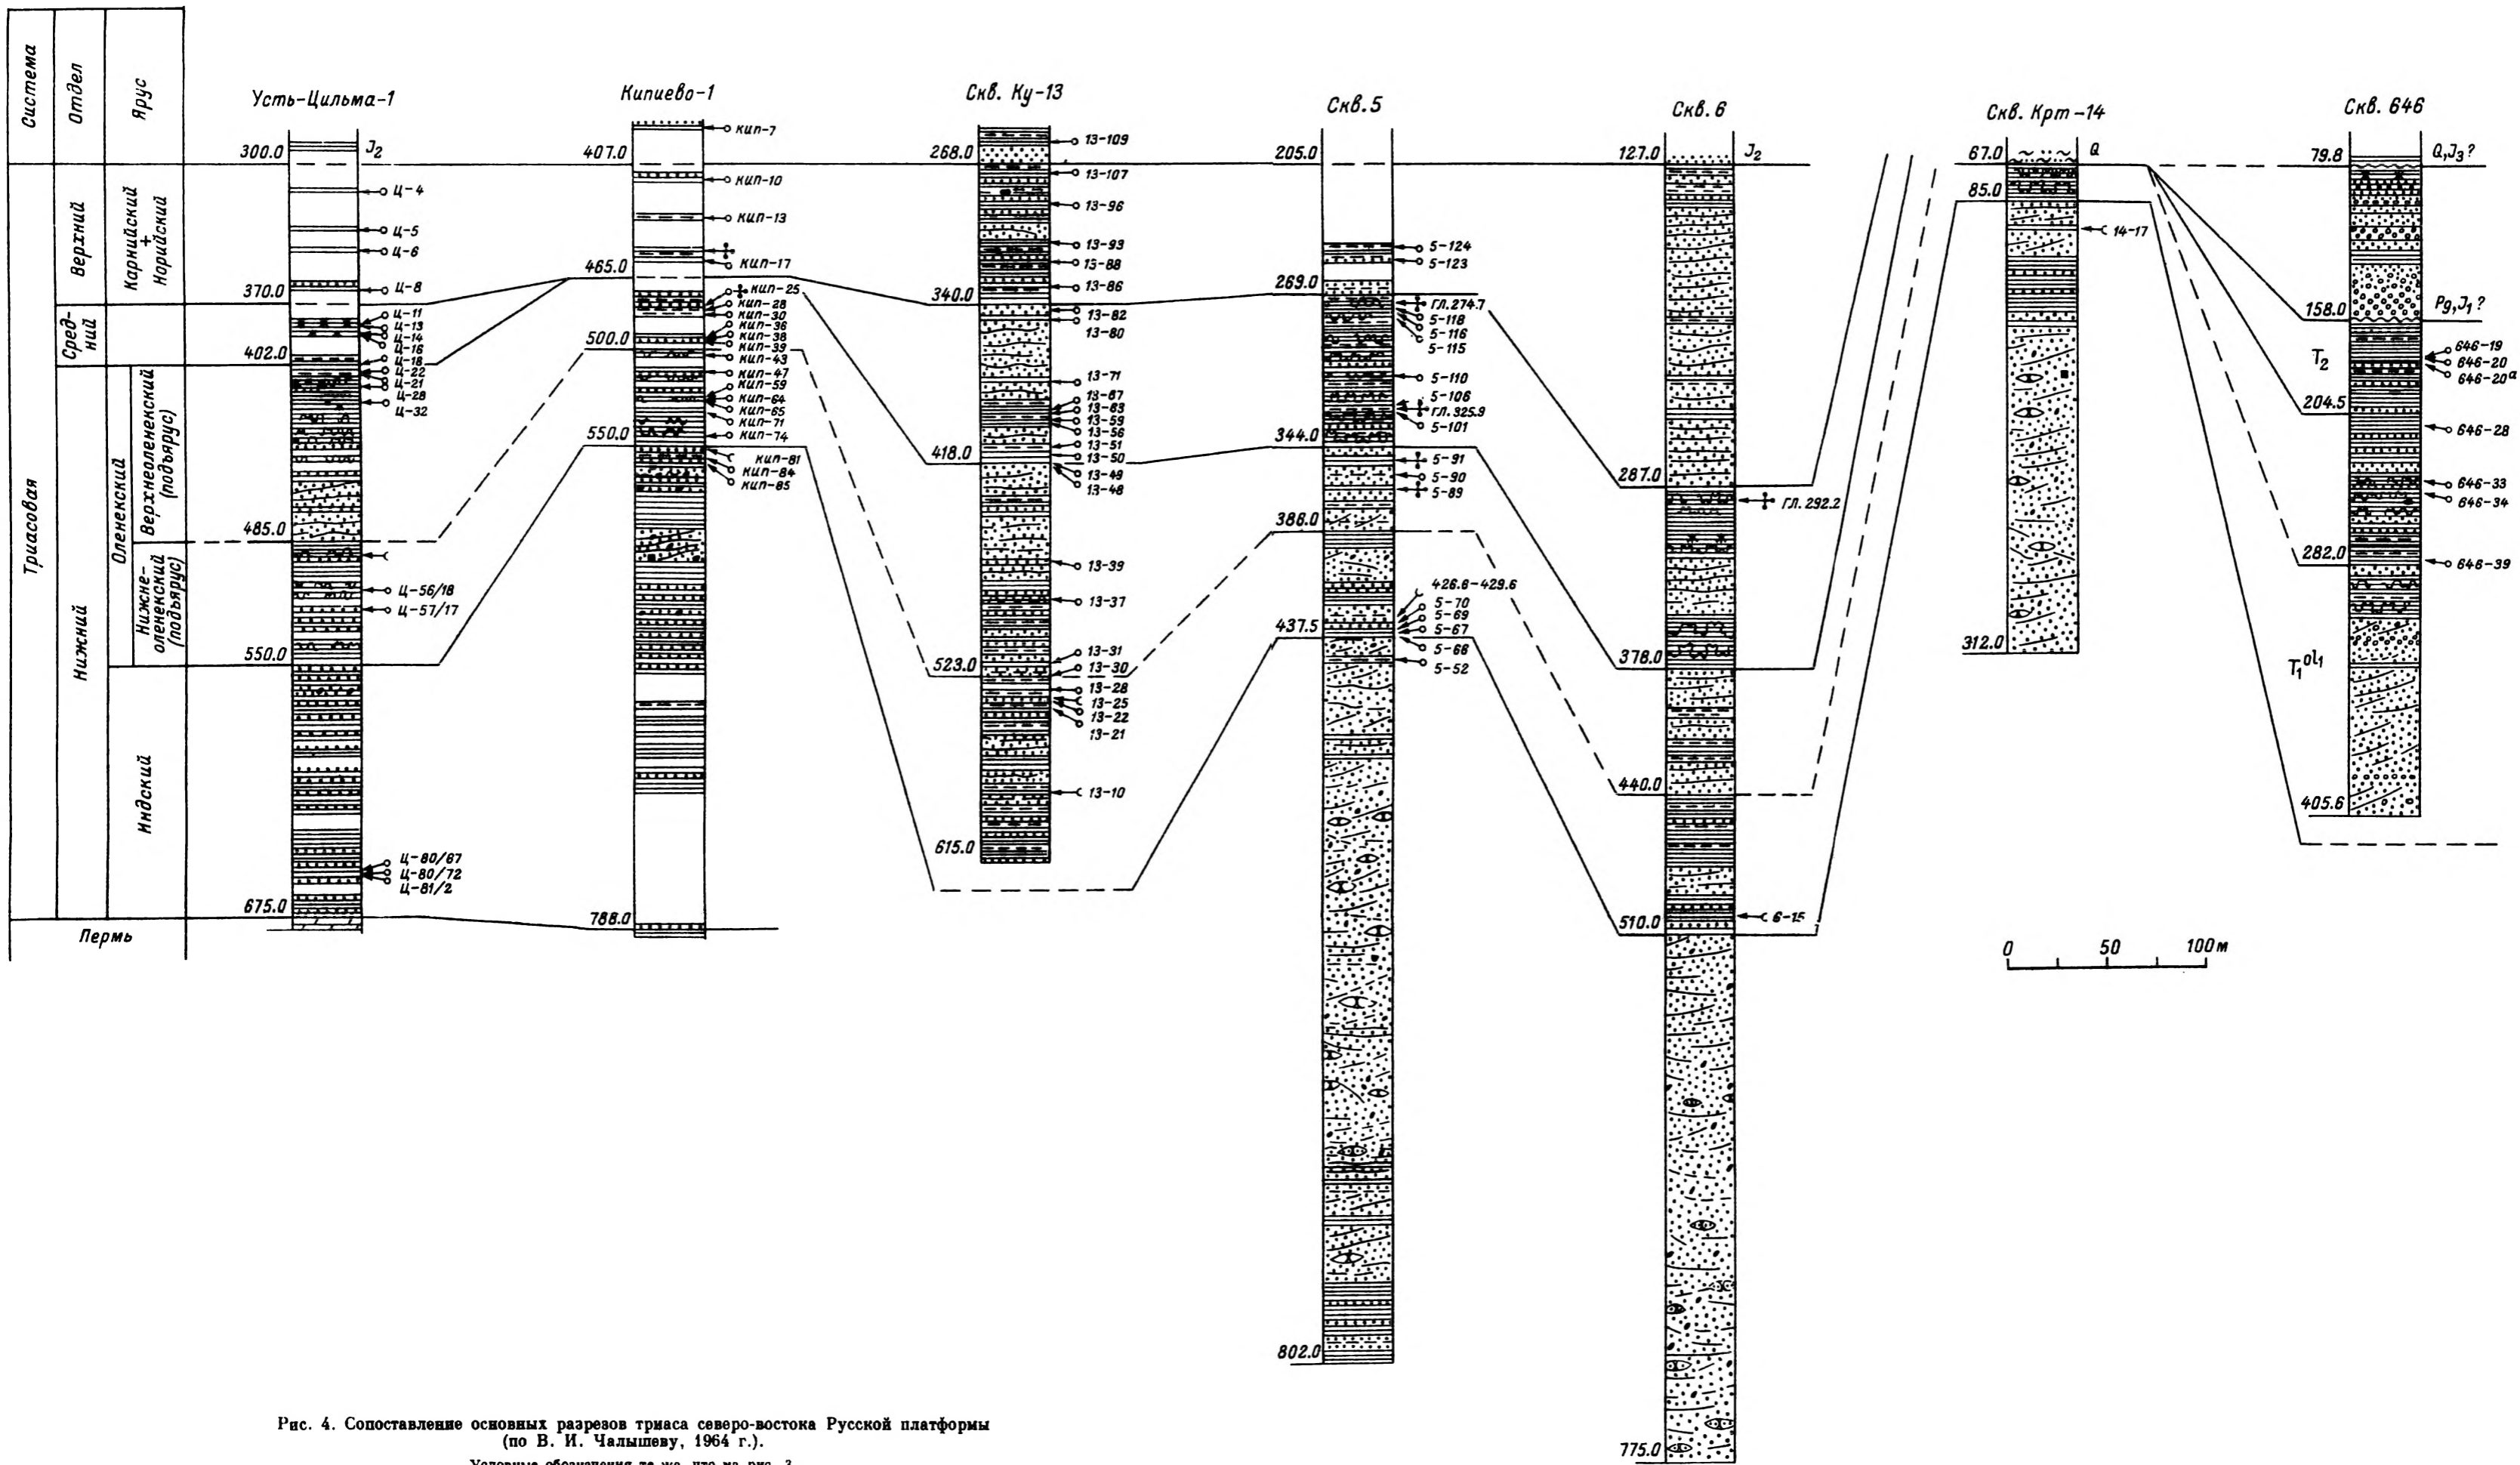 Система
Отдел
Ярус
Триасовая
Верхний
Карнийский
+
Норийский
Сред-
ний
Нижний
Оленекский
Верхнеоленекский
(подъярус)
Нижне-
оленекский
(подъярус)
Индский
Пермь
Усть-Цильма-1
300.0
J2
Ц-4
Ц-5
Ц-6
Ц-8
370.0
Ц-11
Ц-13
Ц-14
Ц-16
402.0
Ц-18
Ц-22
Ц-21
Ц-28
Ц-32
485.0
Ц-56/18
Ц-57/17
550.0
Ц-80/67
Ц-80/72
Ц-81/2
675.0
Кипиево-1
кип-7
407.0
кип-10
кип-13
кип-17
465.0
кип-25
кип-28
кип-30
кип-36
кип-38
500.0
кип-39
кип-43
кип-47
кип-59
кип-64
кип-65
кип-71
кип-74
550.0
кип-81
кип-84
кип-85
788.0
Скв. Ку-13
13-109
268.0
13-107
13-96
13-93
13-88
13-86
340.0
13-82
13-80
13-71
13-67
13-63
13-59
13-56
13-51
13-50
418.0
13-49
13-48
13-39
13-37
13-31
13-30
523.0
13-28
13-25
13-22
13-21
13-10
615.0
Скв. 5
205.0
5-124
5-123
269.0
гл. 274.7
5-118
5-116
5-115
5-110
5-106
гл. 325.9
5-101
344.0
5-91
5-90
5-89
386.0
426.6-429.6
5-70
5-69
5-67
437.5
5-66
5-52
802.0
Скв. 6
127.0
J2
287.0
гл. 292.2
378.0
440.0
6-15
510.0
775.0
Скв. Крт-14
67.0
Q
85.0
14-17
312.0
0 50 100 м
Скв. 646
79.8
Q, J3 ?
158.0
Pg, J1 ?
T2
646-19
646-20
646-20а
204.5
646-28
646-33
646-34
282.0
646-39
T1ol1
405.6
Рис. 4. Сопоставление основных разрезов триаса северо-востока Русской платформы
(по В. И. Чалышеву, 1964 г.).
Условные обозначения те же, что на рис. 3